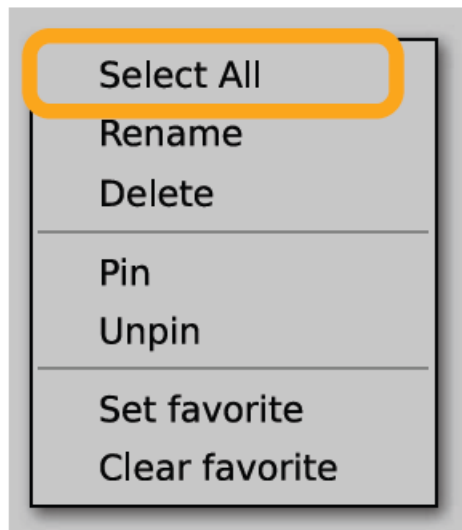 Select All
Rename
Delete
Pin
Unpin
Set favorite
Clear favorite